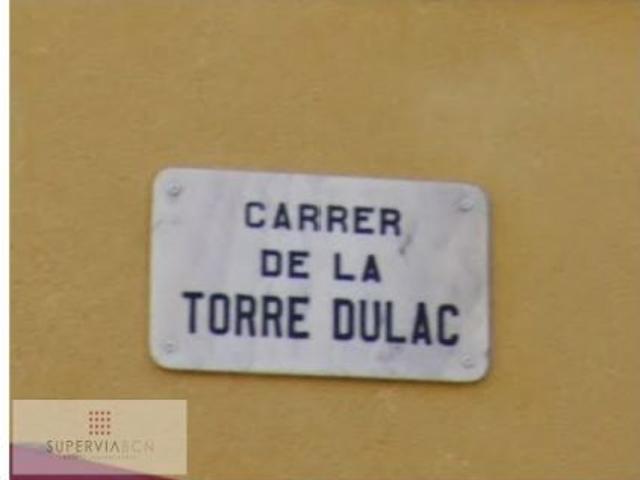 CARRER
DE LA
TORRE DULAC
SUPERVIABCN